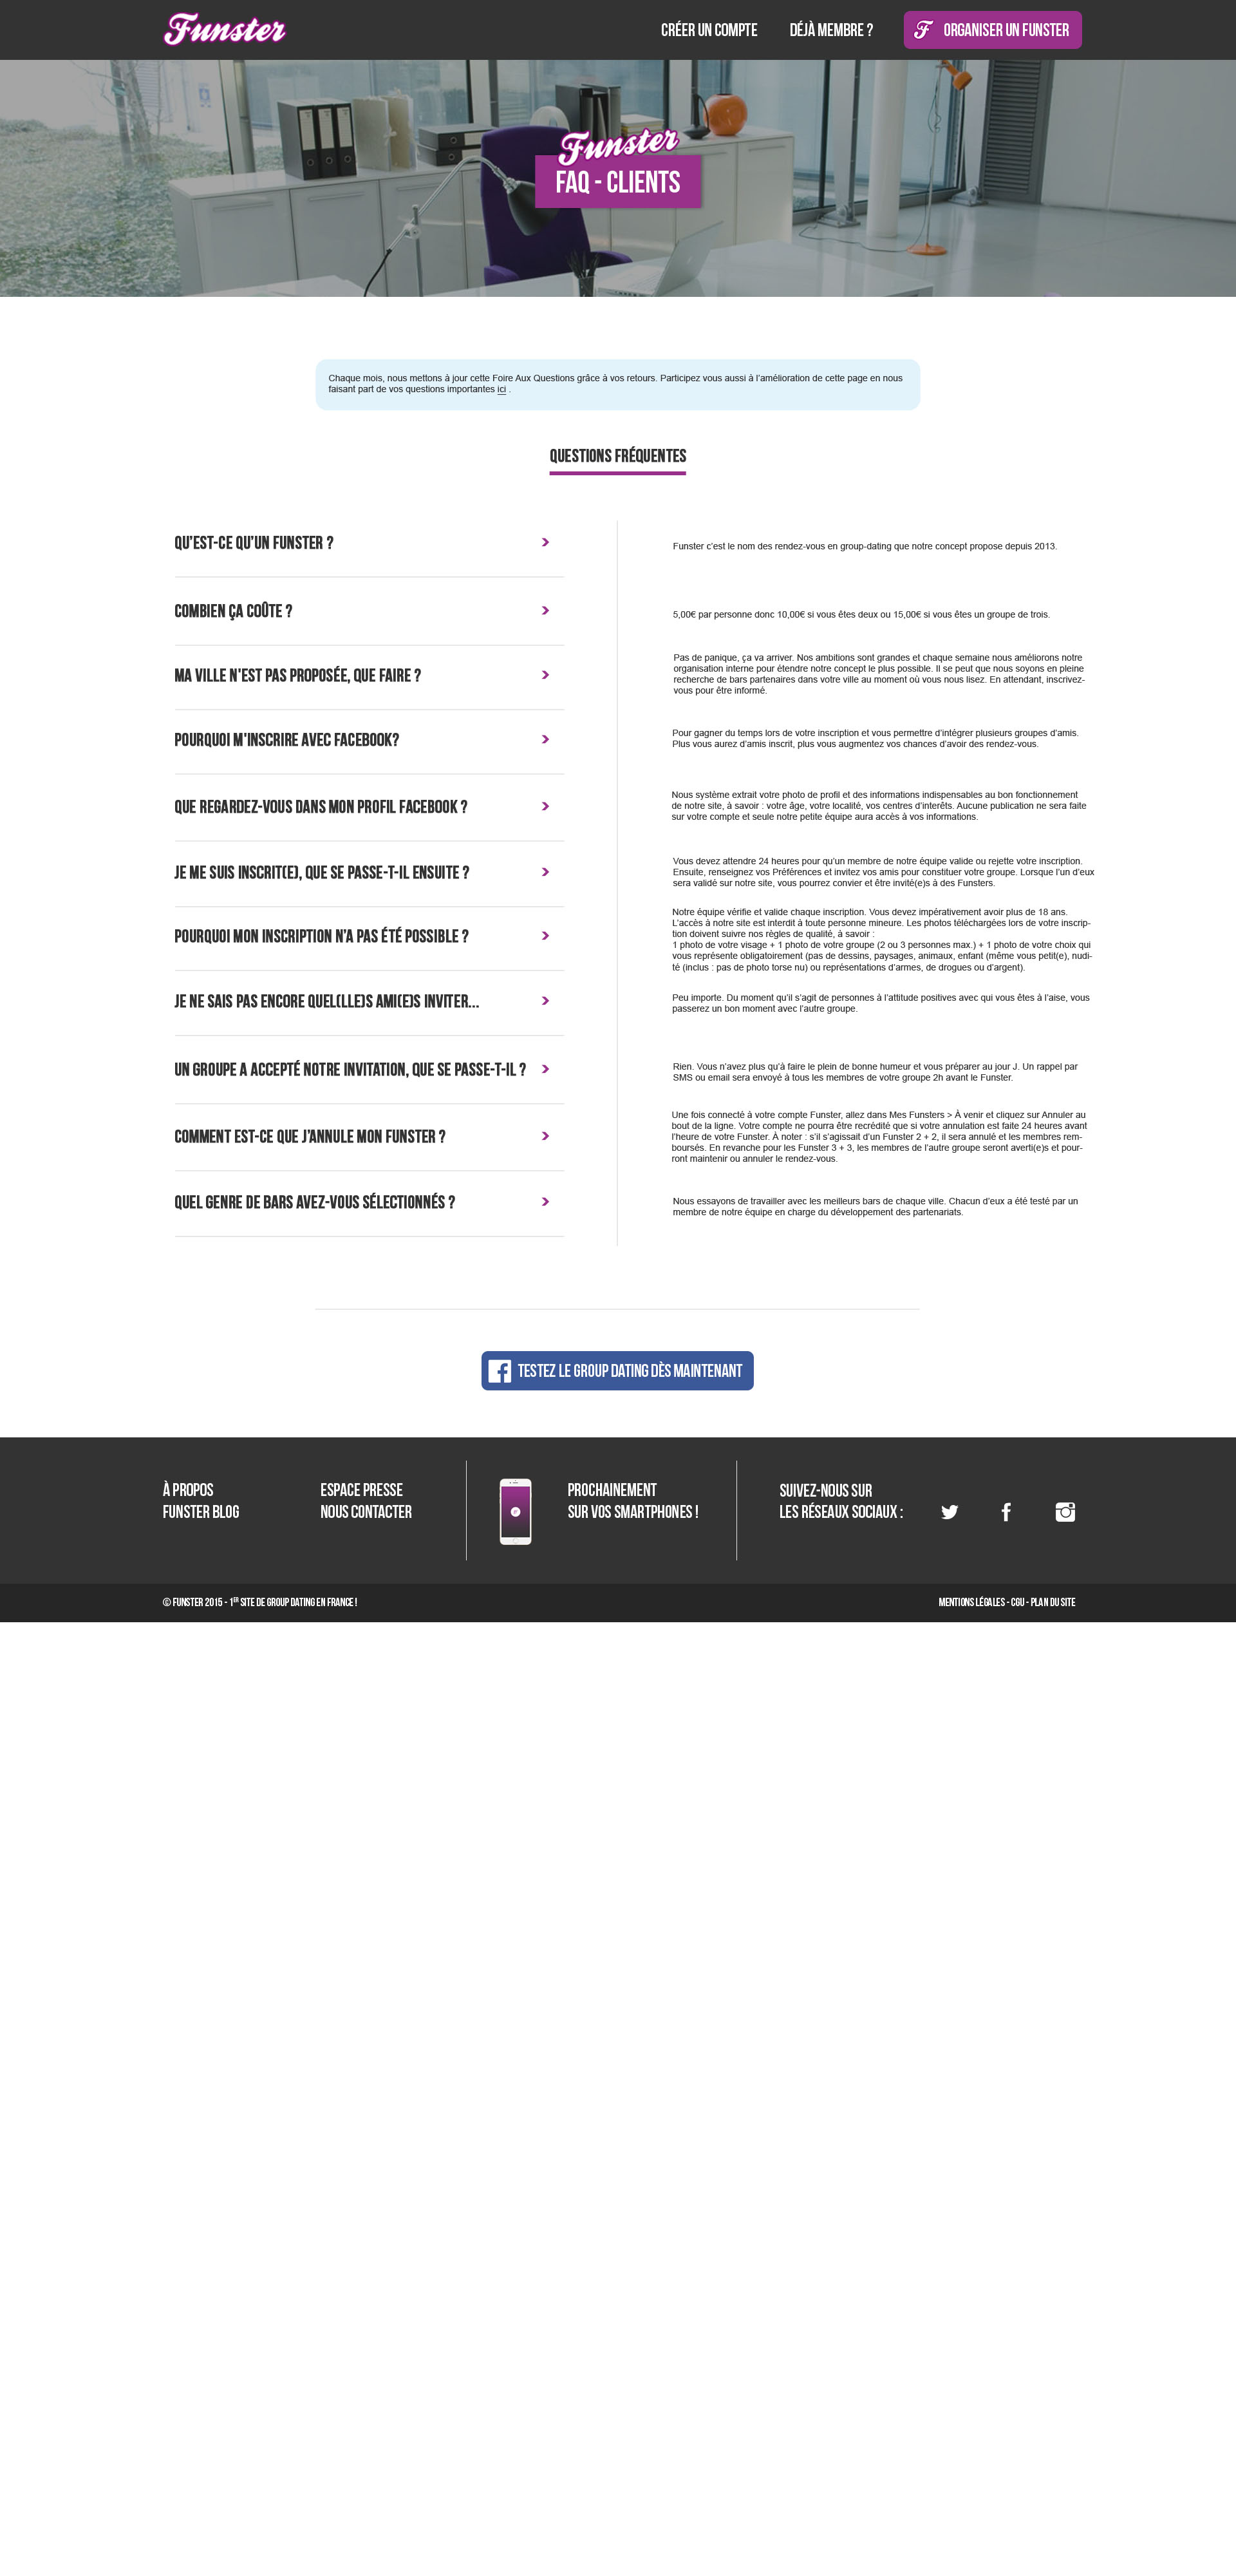 Funster
CRÉER UN COMPTE
DÉJÀ MEMBRE ?
F ORGANISER UN FUNSTER
Funster
FAQ - CLIENTS
Chaque mois, nous mettons à jour cette Foire Aux Questions grâce à vos retours. Participez vous aussi à l’amélioration de cette page en nous
faisant part de vos questions importantes ici .
QUESTIONS FRÉQUENTES
QU’EST-CE QU’UN FUNSTER ?
Funster c’est le nom des rendez-vous en group-dating que notre concept propose depuis 2013.
COMBIEN ÇA COÛTE ?
5,00€ par personne donc 10,00€ si vous êtes deux ou 15,00€ si vous êtes un groupe de trois.
MA VILLE N'EST PAS PROPOSÉE, QUE FAIRE ?
Pas de panique, ça va arriver. Nos ambitions sont grandes et chaque semaine nous améliorons notre
organisation interne pour étendre notre concept le plus possible. Il se peut que nous soyons en pleine
recherche de bars partenaires dans votre ville au moment où vous nous lisez. En attendant, inscrivez-
vous pour être informé.
POURQUOI M'INSCRIRE AVEC FACEBOOK?
Pour gagner du temps lors de votre inscription et vous permettre d’intègrer plusieurs groupes d’amis.
Plus vous aurez d’amis inscrit, plus vous augmentez vos chances d’avoir des rendez-vous.
QUE REGARDEZ-VOUS DANS MON PROFIL FACEBOOK ?
Nous système extrait votre photo de profil et des informations indispensables au bon fonctionnement
de notre site, à savoir : votre âge, votre localité, vos centres d’interêts. Aucune publication ne sera faite
sur votre compte et seule notre petite équipe aura accès à vos informations.
JE ME SUIS INSCRIT(E), QUE SE PASSE-T-IL ENSUITE ?
Vous devez attendre 24 heures pour qu’un membre de notre équipe valide ou rejette votre inscription.
Ensuite, renseignez vos Préférences et invitez vos amis pour constituer votre groupe. Lorsque l’un d’eux
sera validé sur notre site, vous pourrez convier et être invité(e)s à des Funsters.
POURQUOI MON INSCRIPTION N’A PAS ÉTÉ POSSIBLE ?
Notre équipe vérifie et valide chaque inscription. Vous devez impérativement avoir plus de 18 ans.
L’accès à notre site est interdit à toute personne mineure. Les photos téléchargées lors de votre inscrip-
tion doivent suivre nos règles de qualité, à savoir :
1 photo de votre visage + 1 photo de votre groupe (2 ou 3 personnes max.) + 1 photo de votre choix qui
vous représente obligatoirement (pas de dessins, paysages, animaux, enfant (même vous petit(e), nudi-
té (inclus : pas de photo torse nu) ou représentations d’armes, de drogues ou d’argent).
JE NE SAIS PAS ENCORE QUEL(LLE)S AMI(E)S INVITER...
Peu importe. Du moment qu’il s’agit de personnes à l’attitude positives avec qui vous êtes à l’aise, vous
passerez un bon moment avec l’autre groupe.
UN GROUPE A ACCEPTÉ NOTRE INVITATION, QUE SE PASSE-T-IL ?
Rien. Vous n’avez plus qu’à faire le plein de bonne humeur et vous préparer au jour J. Un rappel par
SMS ou email sera envoyé à tous les membres de votre groupe 2h avant le Funster.
COMMENT EST-CE QUE J’ANNULE MON FUNSTER ?
Une fois connecté à votre compte Funster, allez dans Mes Funsters > À venir et cliquez sur Annuler au
bout de la ligne. Votre compte ne pourra être recrédité que si votre annulation est faite 24 heures avant
l’heure de votre Funster. À noter : s’il s’agissait d’un Funster 2 + 2, il sera annulé et les membres rem-
boursés. En revanche pour les Funster 3 + 3, les membres de l’autre groupe seront averti(e)s et pour-
ront maintenir ou annuler le rendez-vous.
QUEL GENRE DE BARS AVEZ-VOUS SÉLECTIONNÉS ?
Nous essayons de travailler avec les meilleurs bars de chaque ville. Chacun d’eux a été testé par un
membre de notre équipe en charge du développement des partenariats.
TESTEZ LE GROUP DATING DÈS MAINTENANT
À PROPOS
FUNSTER BLOG
ESPACE PRESSE
NOUS CONTACTER
PROCHAINEMENT
SUR VOS SMARTPHONES !
SUIVEZ-NOUS SUR
LES RÉSEAUX SOCIAUX :
© FUNSTER 2015 - 1ER SITE DE GROUP DATING EN FRANCE !
MENTIONS LÉGALES - CGU - PLAN DU SITE